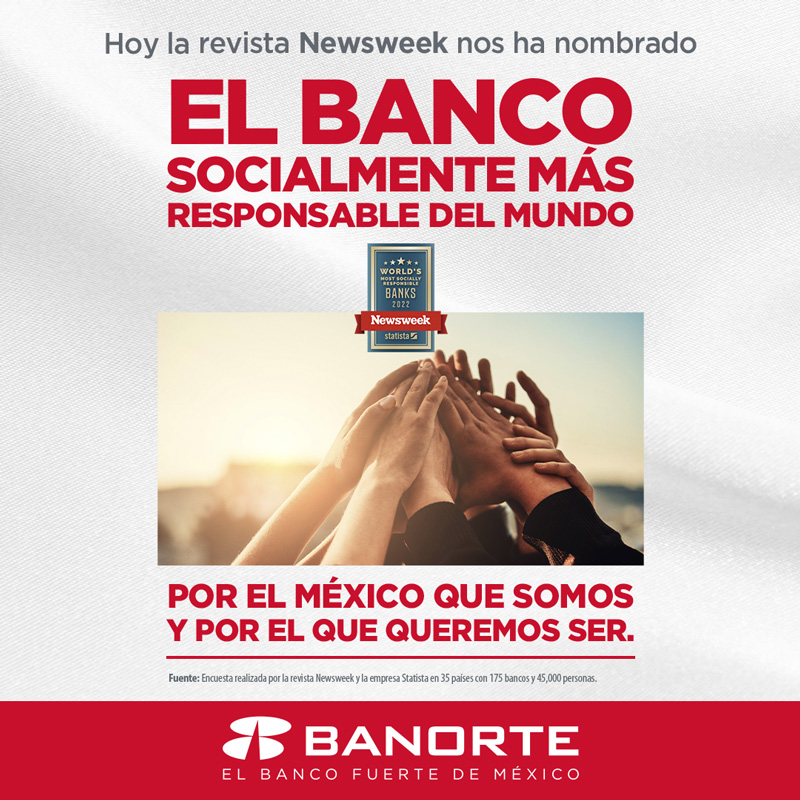 Hoy la revista Newsweek nos ha nombrado
EL BANCO
SOCIALMENTE MÁS
RESPONSABLE DEL MUNDO
WORLD'S
MOST SOCIALLY
RESPONSIBLE
BANKS
2022
Newsweek
statista
POR EL MÉXICO QUE SOMOS
Y POR EL QUE QUEREMOS SER.
Fuente: Encuesta realizada por la revista Newsweek y la empresa Statista en 35 países con 175 bancos y 45,000 personas.
BANORTE
EL BANCO FUERTE DE MÉXICO